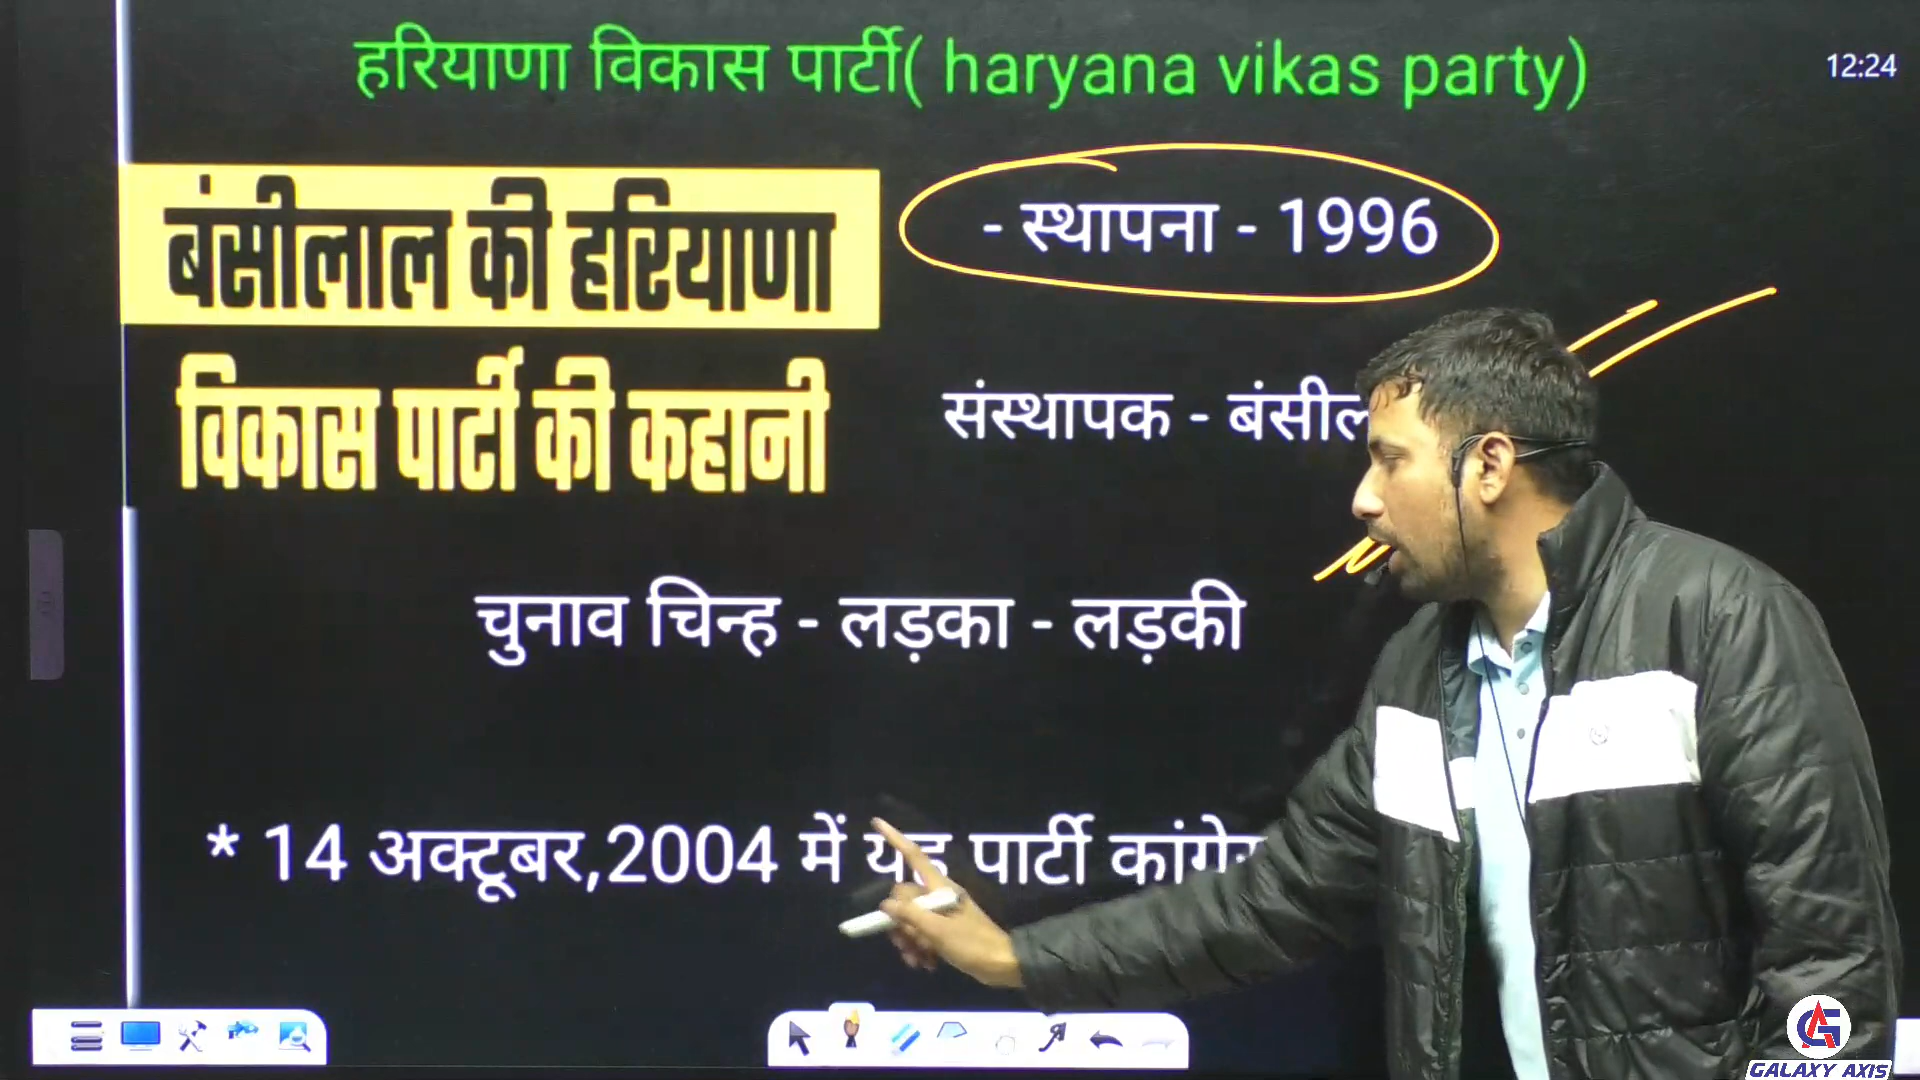 हरियाणा विकास पार्टी( haryana vikas party)
12:24
बंसीलाल की हरियाणा
विकास पार्टी की कहानी
- स्थापना - 1996
संस्थापक -
चुनाव चिन्ह - लड़का - लड़की
* 14 अक्टूबर,2004 में यह पार्टी
GALAXY AXIS